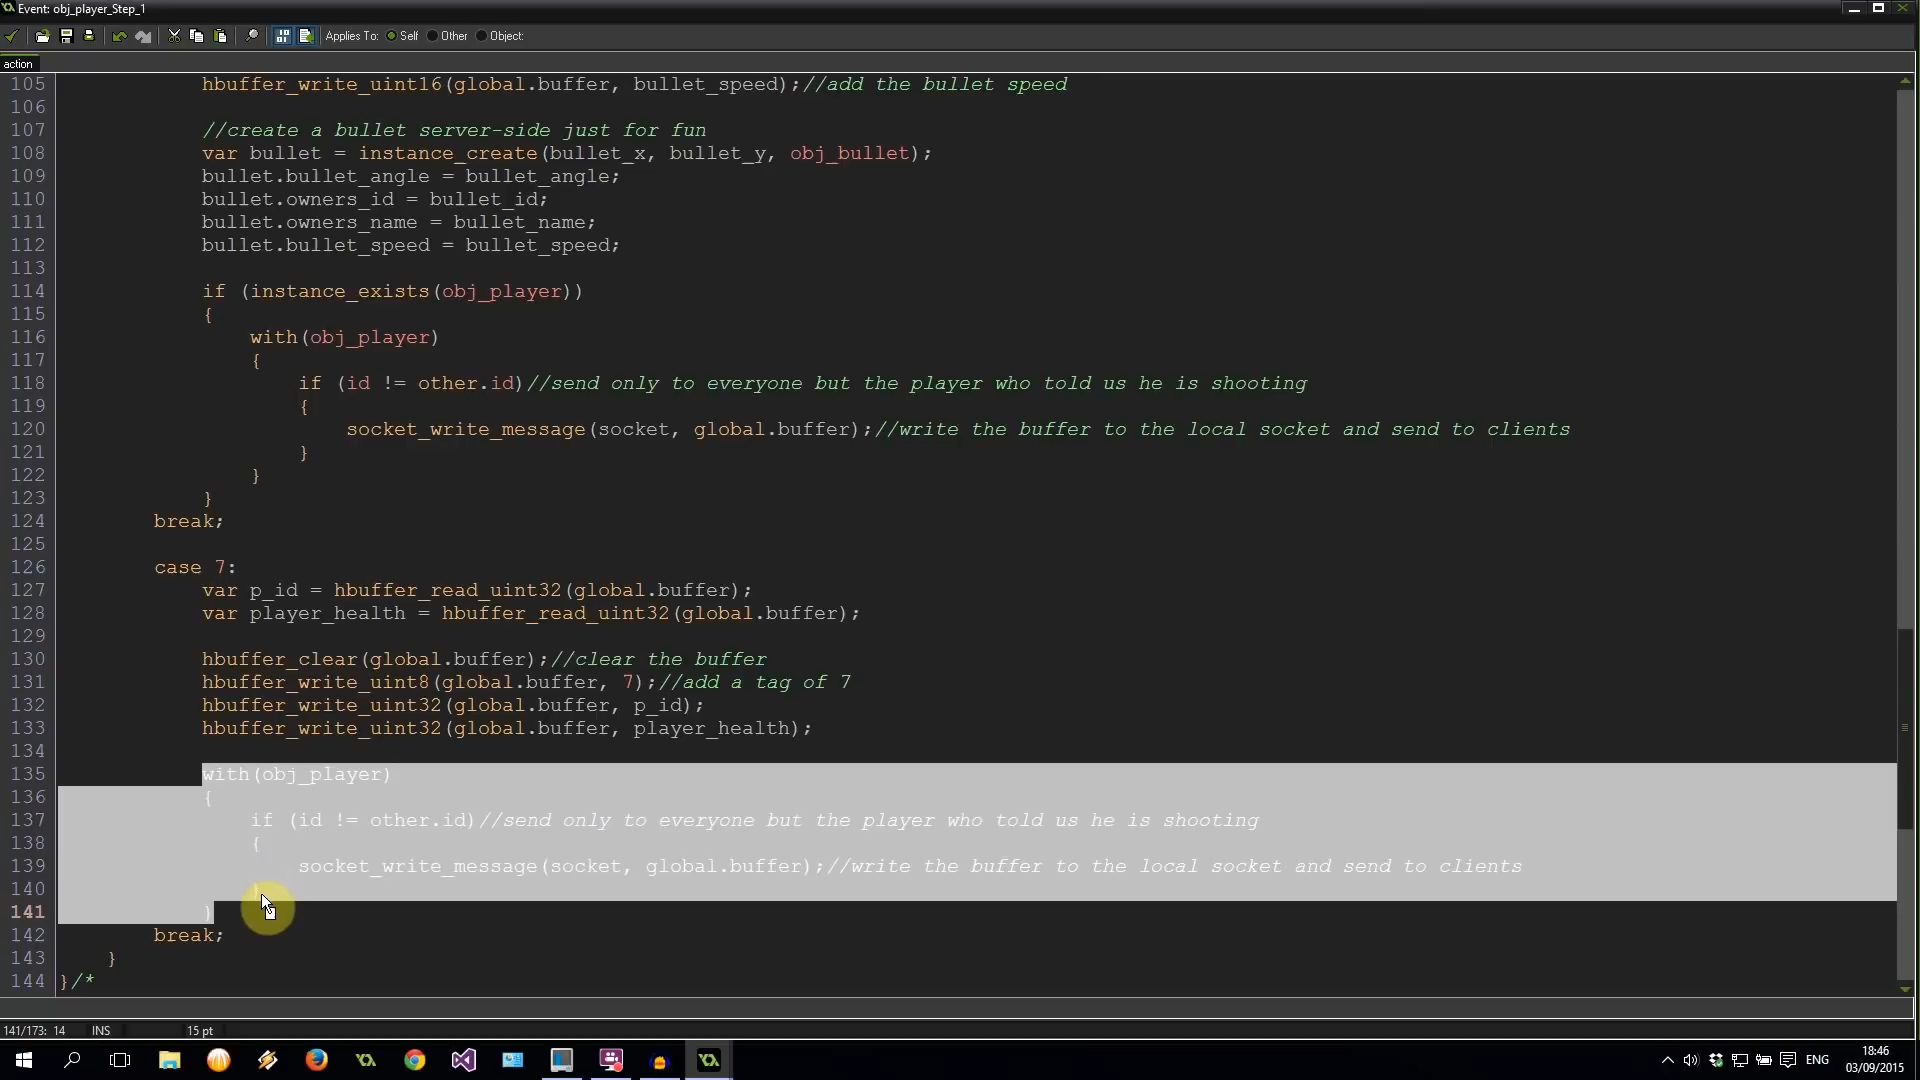 Event: obj_player_Step_1
Applies To: Self Other Object:
action
105 hbuffer_write_uint16(global.buffer, bullet_speed);//add the bullet speed
106
107 //create a bullet server-side just for fun
108 var bullet = instance_create(bullet_x, bullet_y, obj_bullet);
109 bullet.bullet_angle = bullet_angle;
110 bullet.owners_id = bullet_id;
111 bullet.owners_name = bullet_name;
112 bullet.bullet_speed = bullet_speed;
113
114 if (instance_exists(obj_player))
115 {
116 with(obj_player)
117 {
118 if (id != other.id)//send only to everyone but the player who told us he is shooting
119 {
120 socket_write_message(socket, global.buffer);//write the buffer to the local socket and send to clients
121 }
122 }
123 }
124 break;
125
126 case 7:
127 var p_id = hbuffer_read_uint32(global.buffer);
128 var player_health = hbuffer_read_uint32(global.buffer);
129
130 hbuffer_clear(global.buffer);//clear the buffer
131 hbuffer_write_uint8(global.buffer, 7);//add a tag of 7
132 hbuffer_write_uint32(global.buffer, p_id);
133 hbuffer_write_uint32(global.buffer, player_health);
134
135 with(obj_player)
136 {
137 if (id != other.id)//send only to everyone but the player who told us he is shooting
138 {
139 socket_write_message(socket, global.buffer);//write the buffer to the local socket and send to clients
140 }
141 }
142 break;
143 }
144 }/*
141/173: 14 INS 15 pt
ENG
18:46
03/09/2015